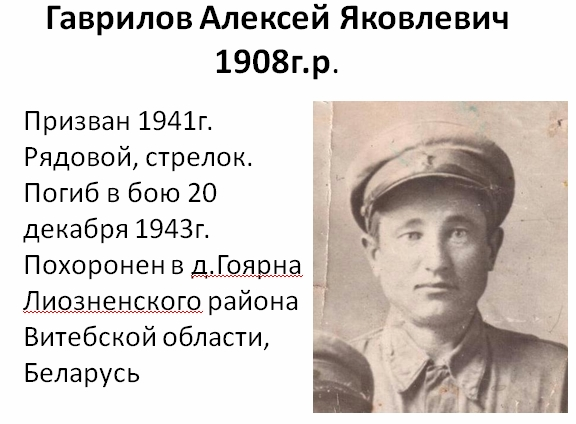 Гаврилов Алексей Яковлевич
1908г.р.
Призван 1941г.
Рядовой, стрелок.
Погиб в бою 20
декабря 1943г.
Похоронен в д.Гоярна
Лиозненского района
Витебской области,
Беларусь